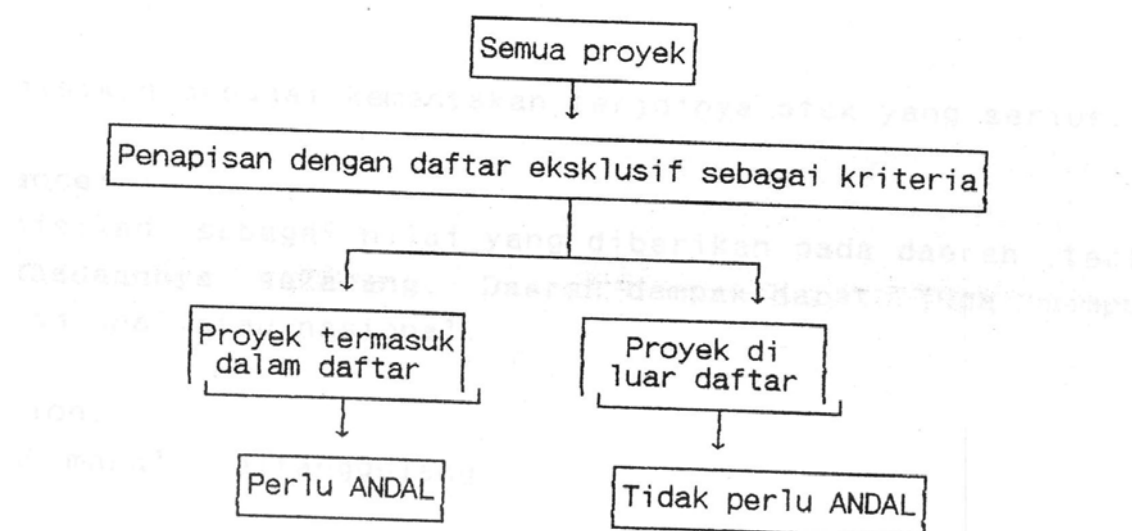 Semua proyek
Penapisan dengan daftar eksklusif sebagai kriteria
Proyek termasuk
dalam daftar
Proyek di
luar daftar
Perlu ANDAL
Tidak perlu ANDAL